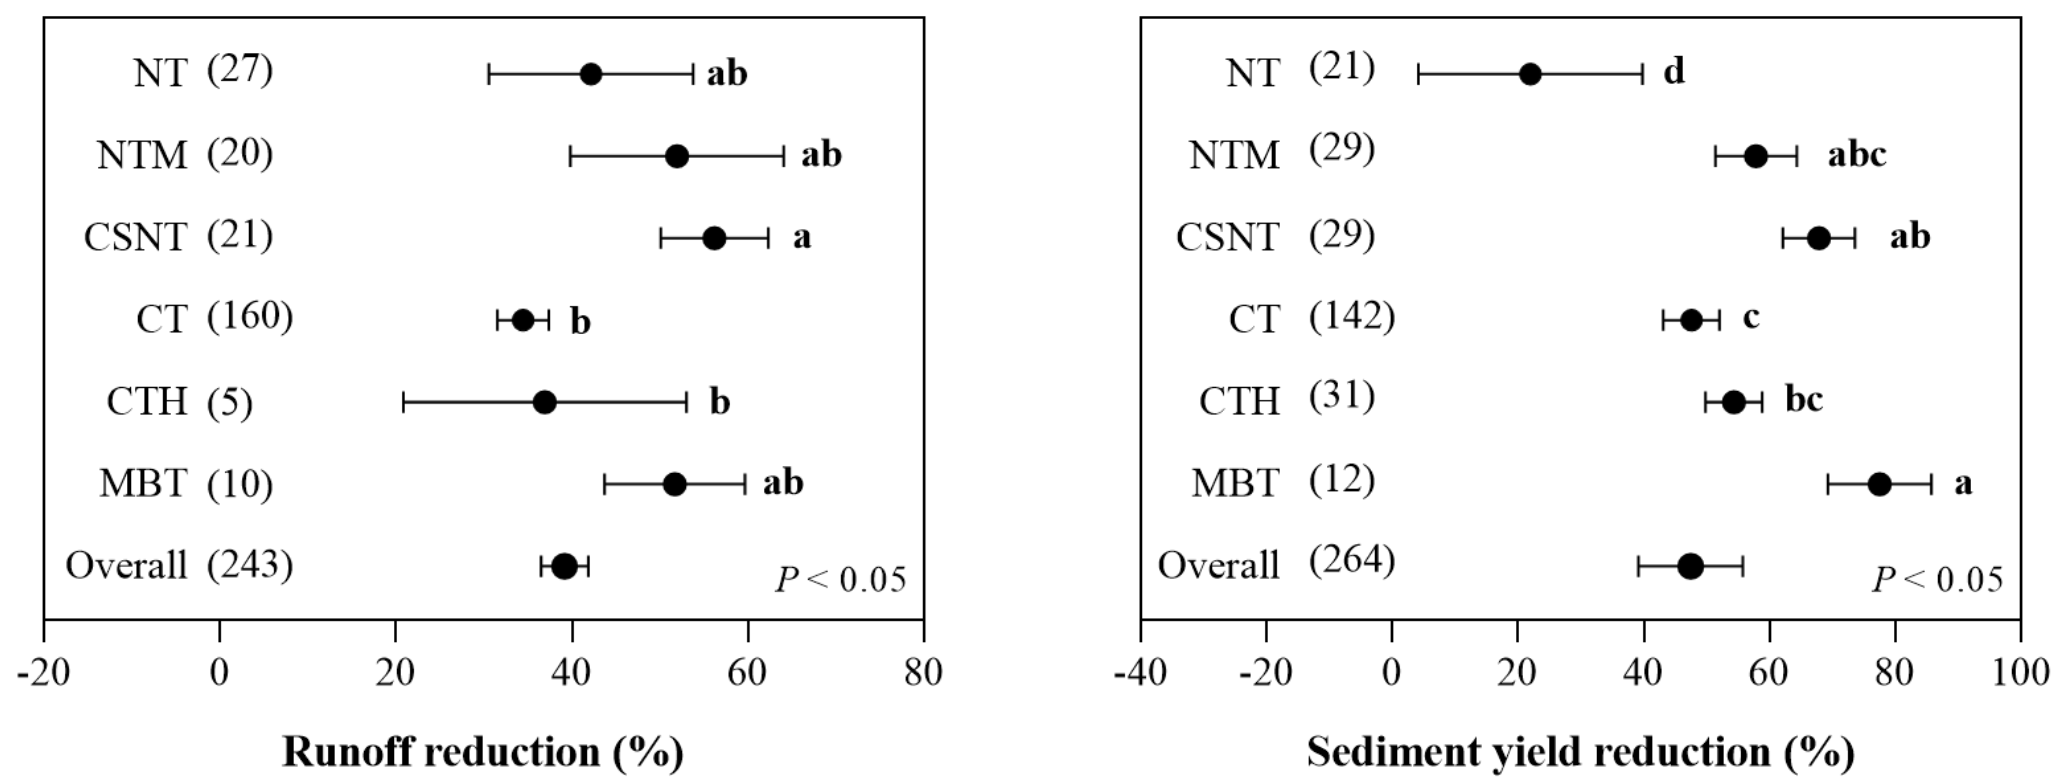 NT (27) ab
NTM (20) ab
CSNT (21) a
CT (160) b
CTH (5) b
MBT (10) ab
Overall (243)
P < 0.05
-20 0 20 40 60 80
Runoff reduction (%)
NT (21) d
NTM (29) abc
CSNT (29) ab
CT (142) c
CTH (31) bc
MBT (12) a
Overall (264)
P < 0.05
-40 -20 0 20 40 60 80 100
Sediment yield reduction (%)